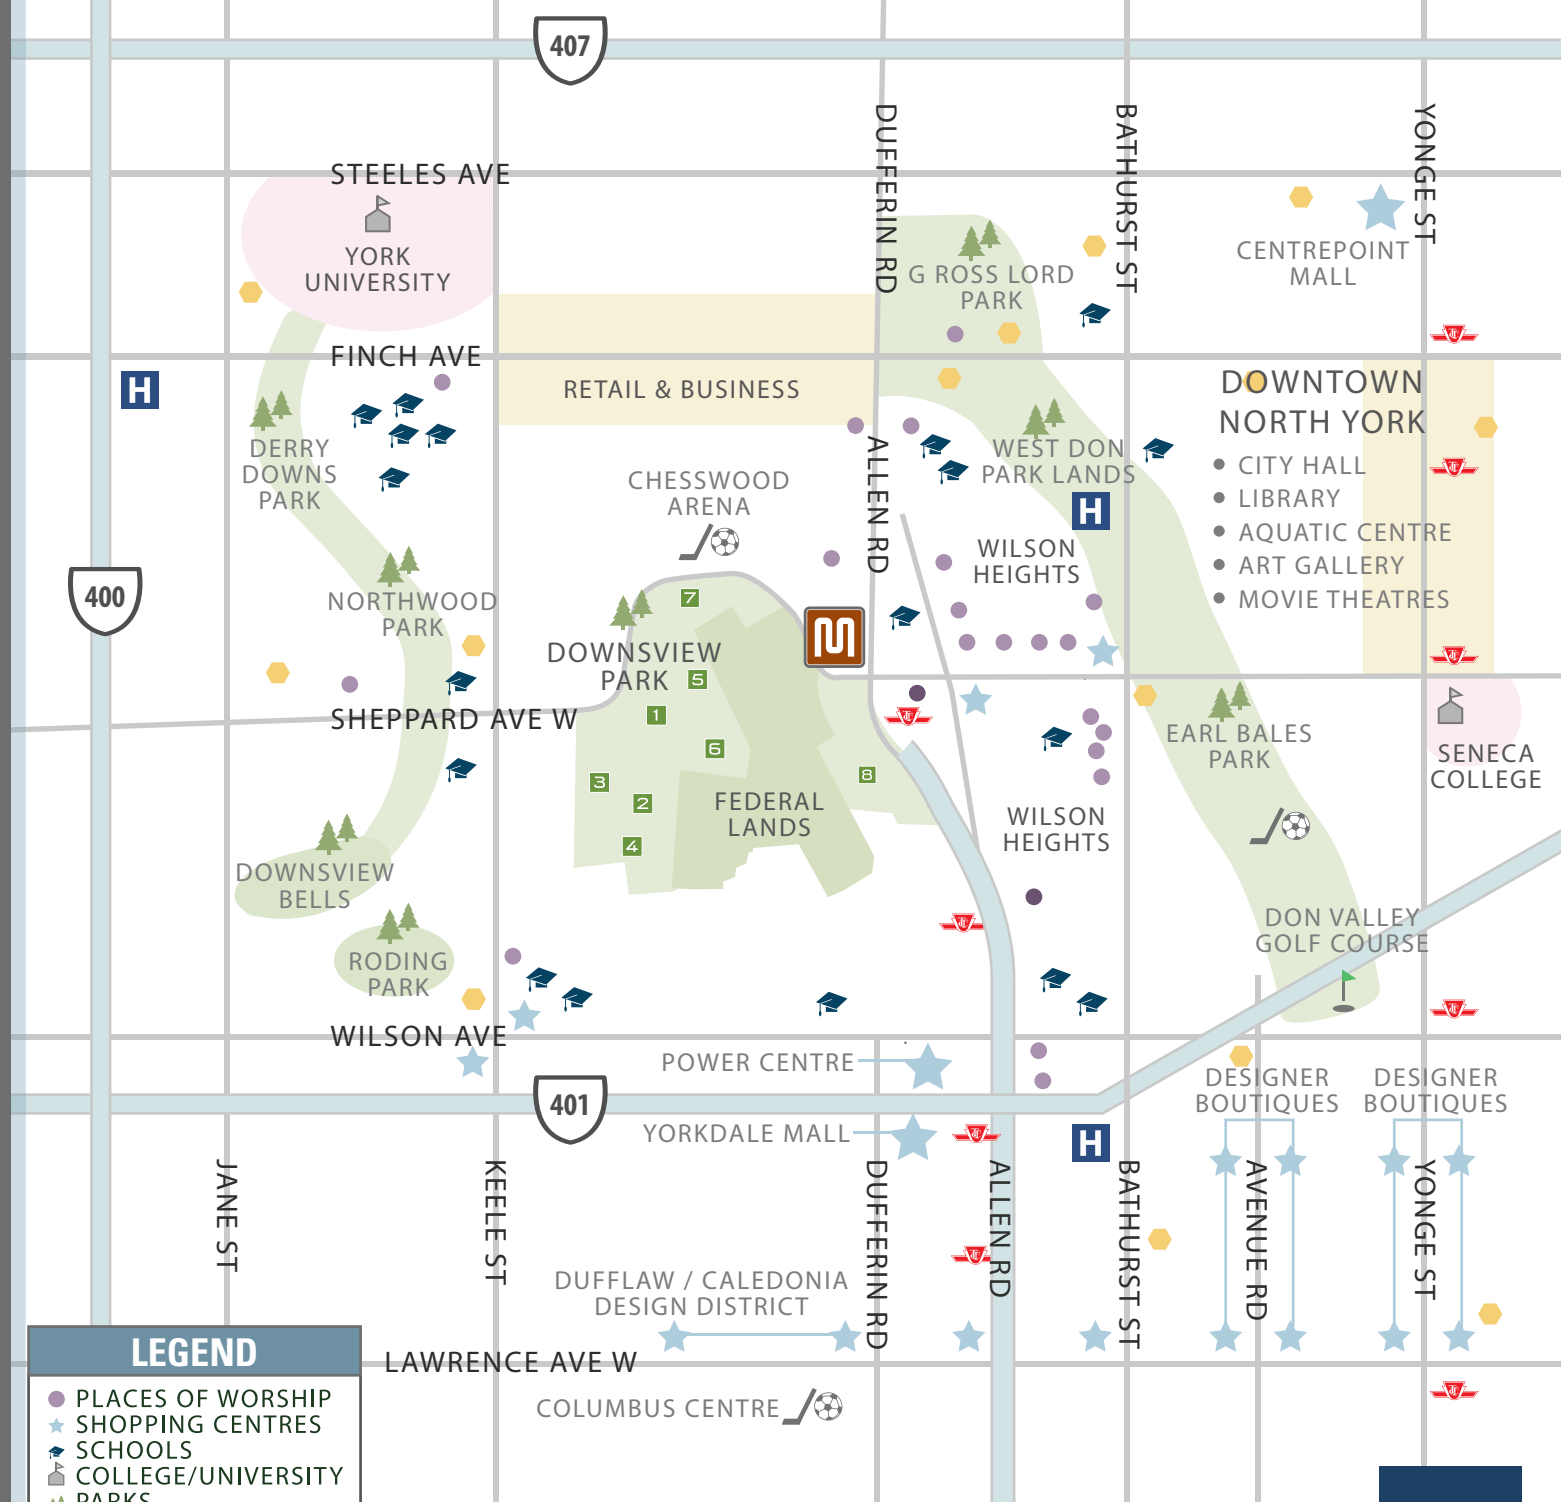 407
DUFFERIN RD
BATHURST ST
YONGE ST
STEELES AVE
YORK
UNIVERSITY
G ROSS LORD
PARK
CENTREPOINT
MALL
FINCH AVE
H
RETAIL & BUSINESS
DOWNTOWN
NORTH YORK
• CITY HALL
• LIBRARY
• AQUATIC CENTRE
• ART GALLERY
• MOVIE THEATRES
DERRY
DOWNS
PARK
CHESSWOOD
ARENA
ALLEN RD
WEST DON
PARK LANDS
H
WILSON
HEIGHTS
400
NORTHWOOD
PARK
7
DOWNSVIEW
PARK
5
1
SHEPPARD AVE W
6
3
2
4
8
FEDERAL
LANDS
EARL BALES
PARK
SENECA
COLLEGE
WILSON
HEIGHTS
DOWNSVIEW
BELLS
RODING
PARK
DON VALLEY
GOLF COURSE
WILSON AVE
POWER CENTRE
401
YORKDALE MALL
H
DESIGNER
BOUTIQUES
DESIGNER
BOUTIQUES
JANE ST
KEELE ST
DUFFERIN RD
ALLEN RD
BATHURST ST
AVENUE RD
YONGE ST
DUFFLAW / CALEDONIA
DESIGN DISTRICT
LAWRENCE AVE W
COLUMBUS CENTRE
LEGEND
PLACES OF WORSHIP
SHOPPING CENTRES
SCHOOLS
COLLEGE/UNIVERSITY
PARKS